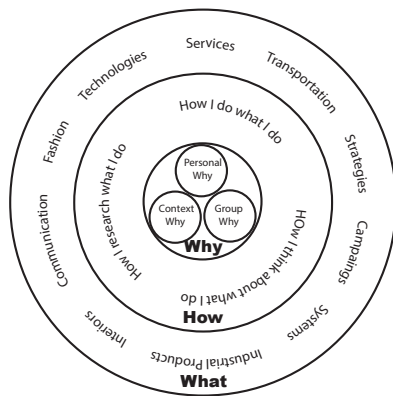 Services
Transportation
Strategies
Campaings
Systems
Industrial Products
Interiors
Communication
Fashion
Technologies
How I do what I do
HOw I think about what I do
How I research what I do
Personal
Why
Context
Why
Group
Why
Why
How
What